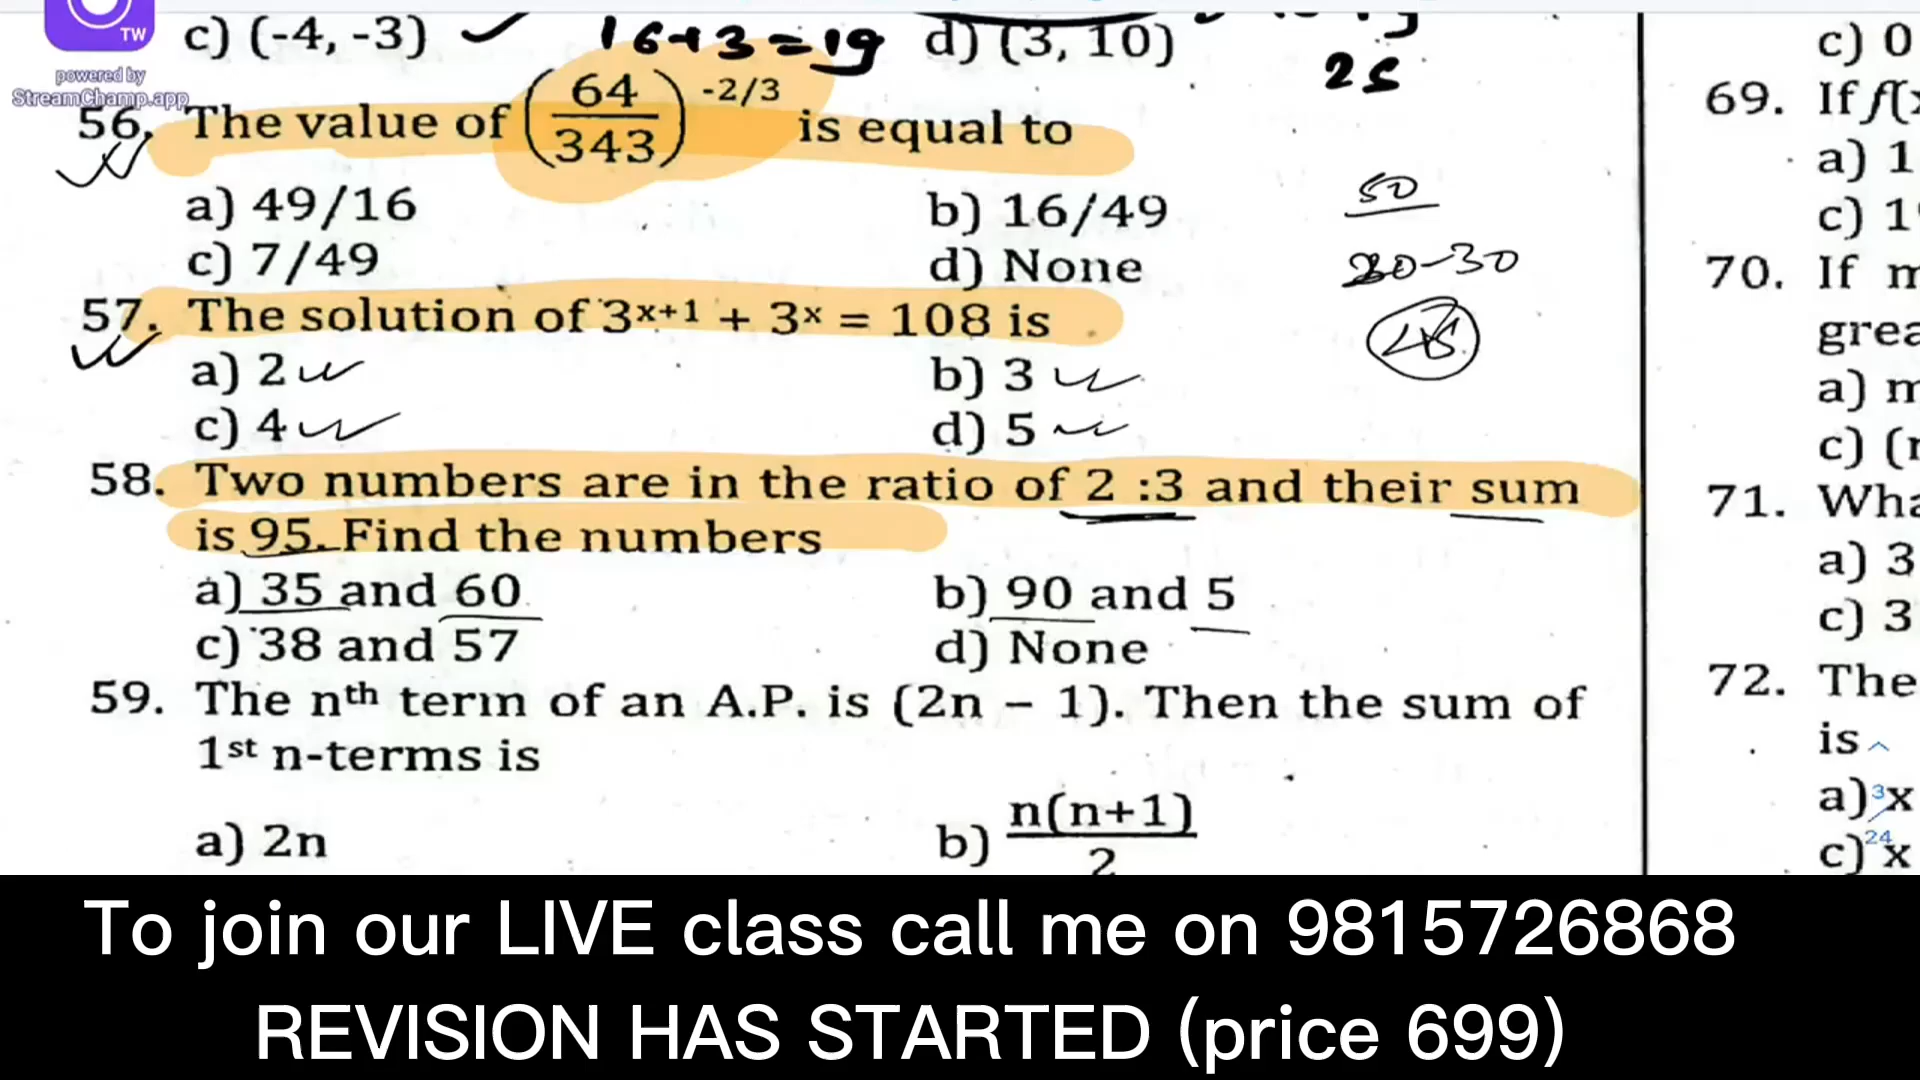 TW
powered by
StreamChamp.app
c) (-4, -3)
16+3=19
d) (3, 10)
25
56. The value of (64/343)^-2/3 is equal to
a) 49/16
b) 16/49
c) 7/49
d) None
50
30-30
57. The solution of 3^x+1 + 3^x = 108 is
a) 2
b) 3
c) 4
d) 5
58. Two numbers are in the ratio of 2 :3 and their sum
is 95. Find the numbers
a) 35 and 60
b) 90 and 5
c) 38 and 57
d) None
59. The nth term of an A.P. is (2n – 1). Then the sum of
1st n-terms is
a) 2n
b) n(n+1)/2
c) 0
69. If
a) 1
c) 1
70. If
a)
c)
71.
a) 3
c) 3
72. The
is
a) 3x
c) 24x
To join our LIVE class call me on 9815726868
REVISION HAS STARTED (price 699)